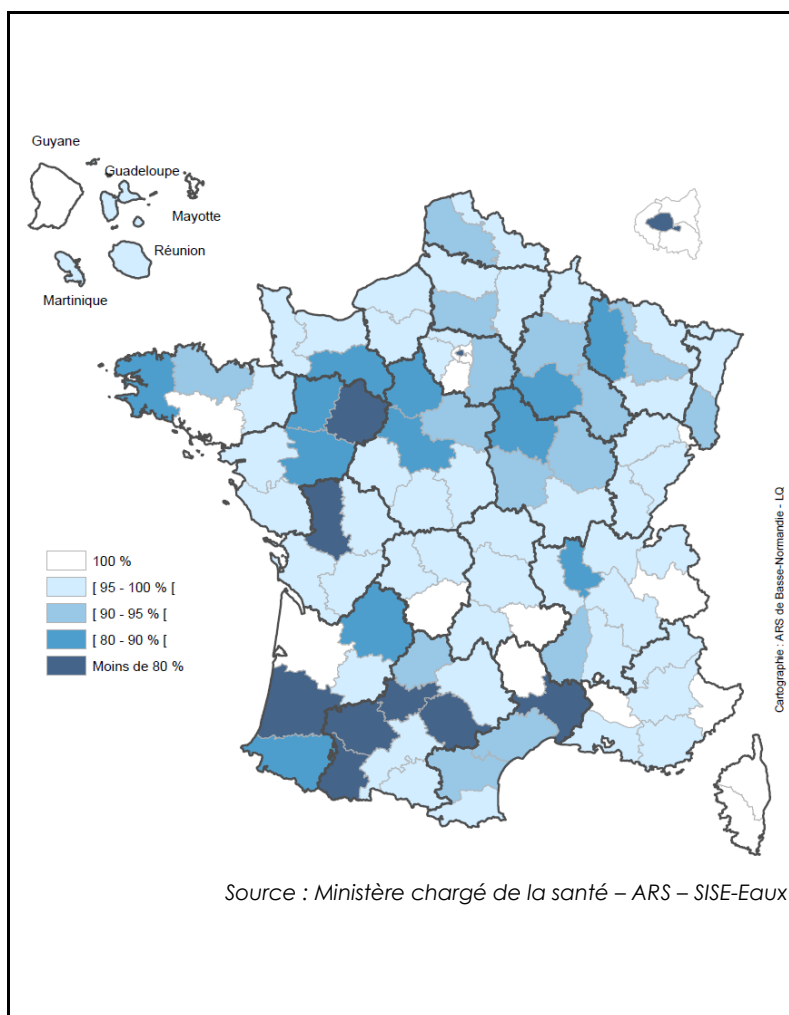 Guyane
Guadeloupe
Mayotte
Réunion
Martinique
100 %
[ 95 - 100 % [
[ 90 - 95 % [
[ 80 - 90 % [
Moins de 80 %
Cartographie : ARS de Basse-Normandie - LQ
Source : Ministère chargé de la santé – ARS – SISE-Eaux